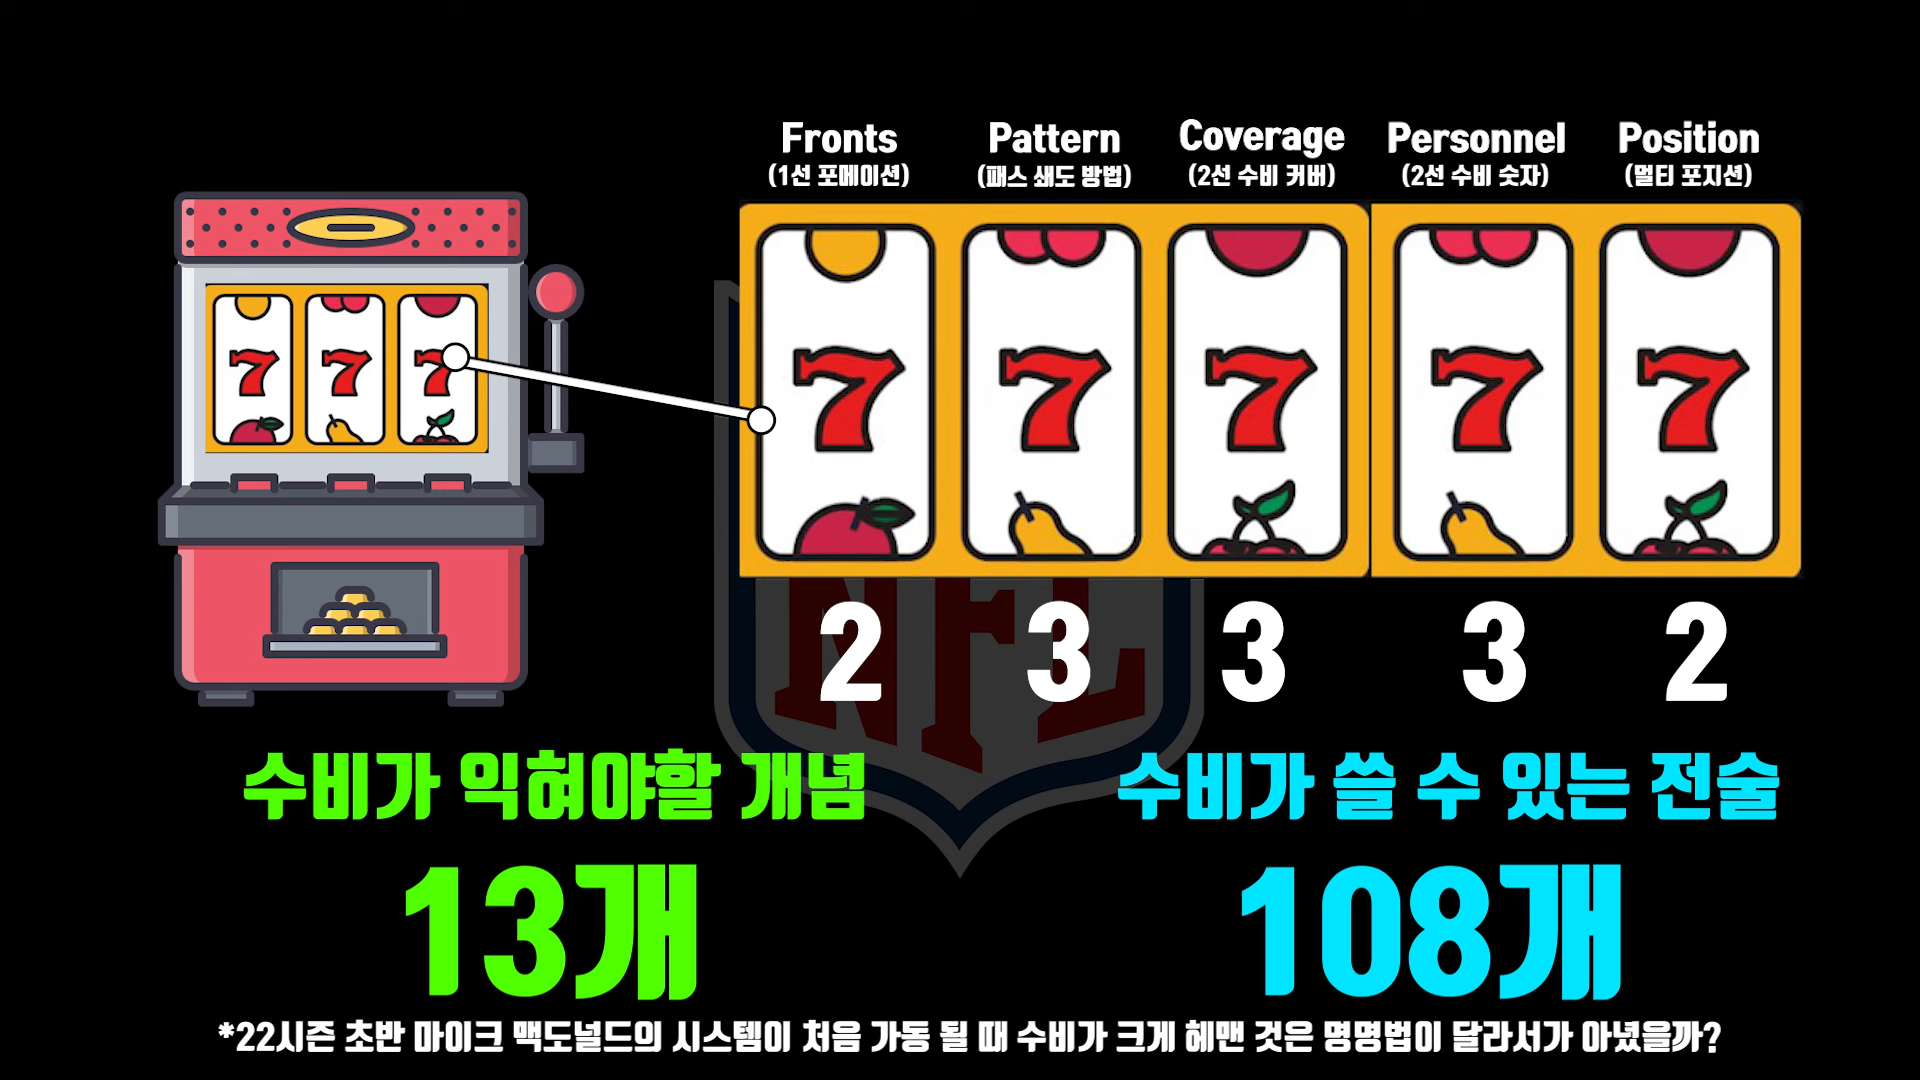 Fronts Pattern Coverage Personnel Position
(1선 포메이션) (패스 쇄도 방법) (2선 수비 커버) (2선 수비 숫자) (멀티 포지션)
7 7 7 7 7 7 7 7
NFL
2 3 3 3 2
수비가 익혀야할 개념 수비가 쓸 수 있는 전술
13개 108개
*22시즌 초반 마이크 맥도널드의 시스템이 처음 가동 될 때 수비가 크게 헤맨 것은 명명법이 달라서가 아녔을까?